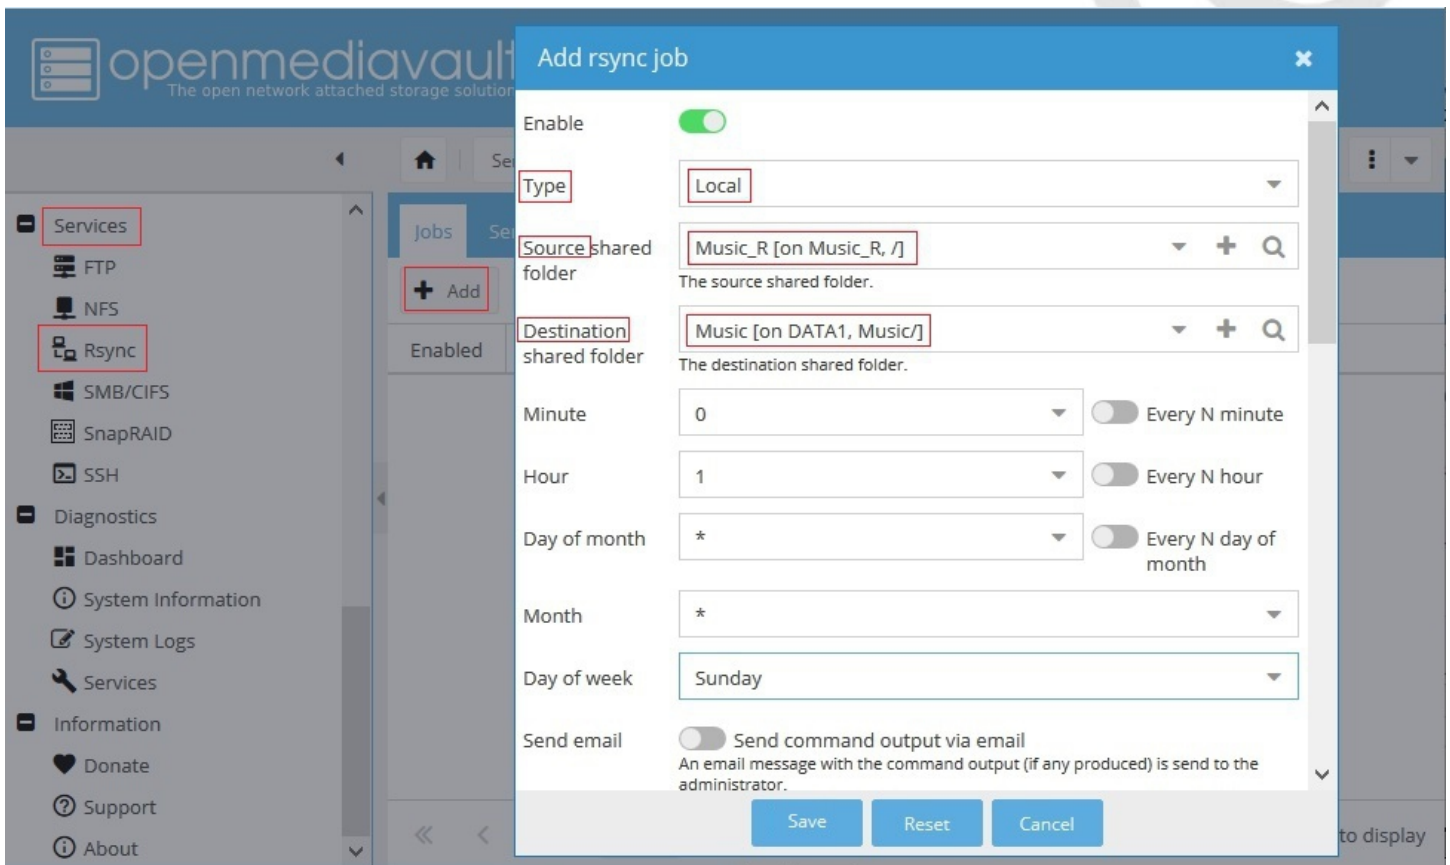 openmediavault
The open network attached storage solution
Services
FTP
NFS
Rsync
SMB/CIFS
SnapRAID
SSH
Diagnostics
Dashboard
System Information
System Logs
Services
Information
Donate
Support
About
Jobs
Add
Enabled
Add rsync job
Enable
Type Local
Source shared folder Music_R [on Music_R, /]
The source shared folder.
Destination shared folder Music [on DATA1, Music/]
The destination shared folder.
Minute 0 Every N minute
Hour 1 Every N hour
Day of month * Every N day of month
Month *
Day of week Sunday
Send email Send command output via email
An email message with the command output (if any produced) is send to the
administrator.
Save Reset Cancel
to display